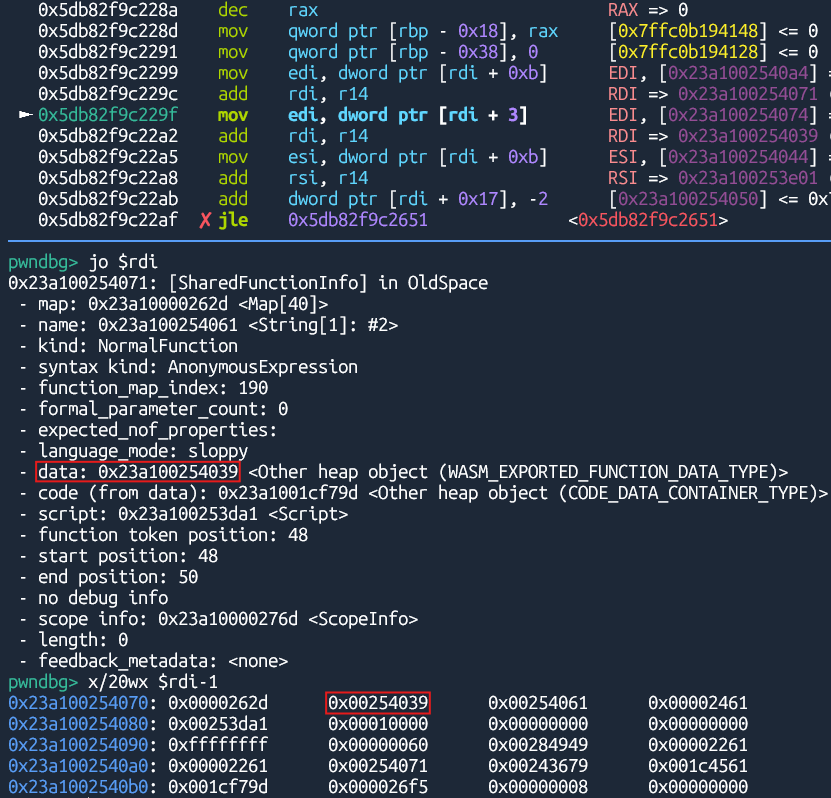 0x5db82f9c228a dec rax RAX => 0
0x5db82f9c228d mov qword ptr [rbp - 0x18], rax [0x7ffc0b194148] <= 0
0x5db82f9c2291 mov qword ptr [rbp - 0x38], 0 [0x7ffc0b194128] <= 0
0x5db82f9c2299 mov edi, dword ptr [rdi + 0xb] EDI, [0x23a1002540a4] =
0x5db82f9c229c add rdi, r14 RDI => 0x23a100254071
► 0x5db82f9c229f mov edi, dword ptr [rdi + 3] EDI, [0x23a100254074] =
0x5db82f9c22a2 add rdi, r14 RDI => 0x23a100254039
0x5db82f9c22a5 mov esi, dword ptr [rdi + 0xb] ESI, [0x23a100254044] =
0x5db82f9c22a8 add rsi, r14 RSI => 0x23a100253e01
0x5db82f9c22ab add dword ptr [rdi + 0x17], -2 [0x23a100254050] <= 0x
0x5db82f9c22af ✘ jle 0x5db82f9c2651 <0x5db82f9c2651>
pwndbg> jo $rdi
0x23a100254071: [SharedFunctionInfo] in OldSpace
- map: 0x23a10000262d <Map[40]>
- name: 0x23a100254061 <String[1]: #2>
- kind: NormalFunction
- syntax kind: AnonymousExpression
- function_map_index: 190
- formal_parameter_count: 0
- expected_nof_properties:
- language_mode: sloppy
- data: 0x23a100254039 <Other heap object (WASM_EXPORTED_FUNCTION_DATA_TYPE)>
- code (from data): 0x23a1001cf79d <Other heap object (CODE_DATA_CONTAINER_TYPE)>
- script: 0x23a100253da1 <Script>
- function token position: 48
- start position: 48
- end position: 50
- no debug info
- scope info: 0x23a10000276d <ScopeInfo>
- length: 0
- feedback_metadata: <none>
pwndbg> x/20wx $rdi-1
0x23a100254070: 0x0000262d 0x00254039 0x00254061 0x00002461
0x23a100254080: 0x00253da1 0x00010000 0x00000000 0x00000000
0x23a100254090: 0xffffffff 0x00000060 0x00284949 0x00002261
0x23a1002540a0: 0x00002261 0x00254071 0x00243679 0x001c4561
0x23a1002540b0: 0x001cf79d 0x000026f5 0x00000008 0x00000000